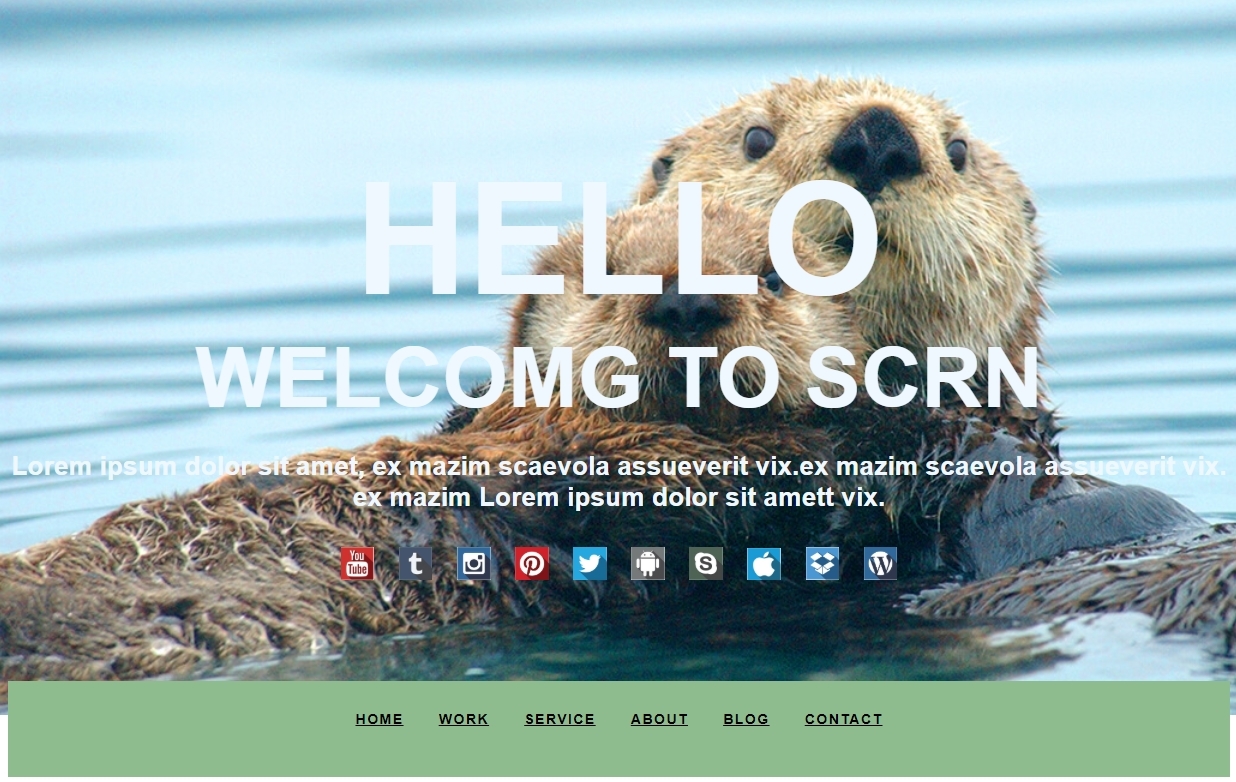 HELLO
WELCOMG TO SCRN
Lorem ipsum dolor sit amet, ex mazim scaevola assueverit vix.ex mazim scaevola assueverit vix.
ex mazim Lorem ipsum dolor sit amett vix.
You Tube
HOME WORK SERVICE ABOUT BLOG CONTACT